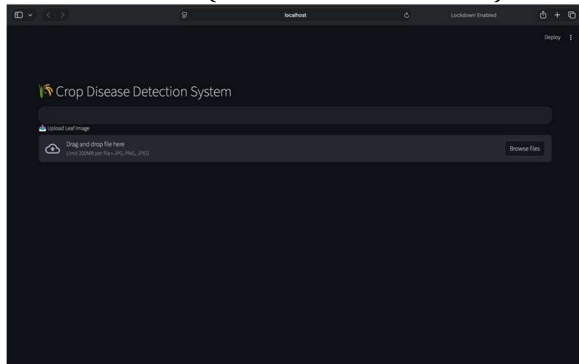 localhost
Lockdown Enabled
Deploy
Crop Disease Detection System
Upload Leaf Image
Drag and drop file here
Limit 200MB per file • JPG, PNG, JPEG
Browse files